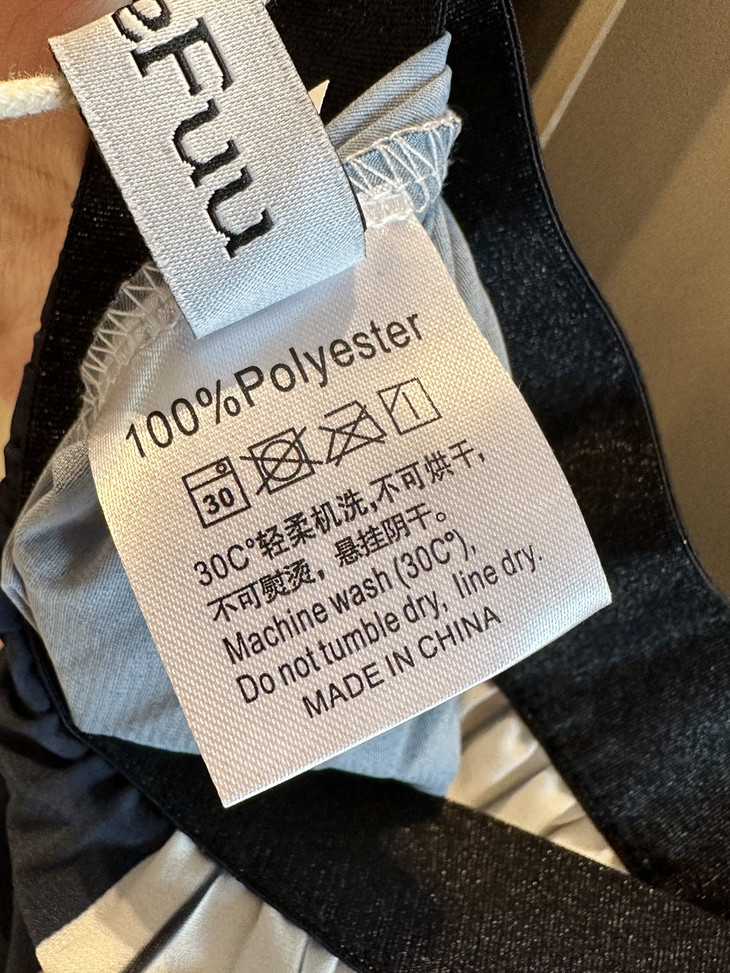 eFuu
100%Polyester
30
30C°轻柔机洗,不可烘干,
不可熨烫，悬挂阴干。
Machine wash (30C°),
Do not tumble dry, line dry.
MADE IN CHINA